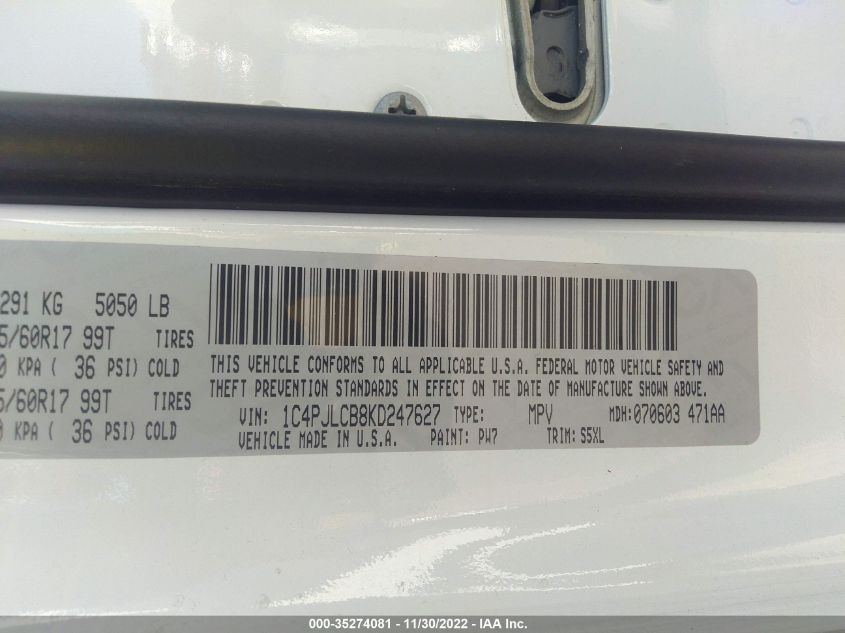 291 KG 5050 LB
5/60R17 99T TIRES
0 KPA ( 36 PSI) COLD
5/60R17 99T TIRES
0 KPA ( 36 PSI) COLD
THIS VEHICLE CONFORMS TO ALL APPLICABLE U.S.A. FEDERAL MOTOR VEHICLE SAFETY AND
THEFT PREVENTION STANDARDS IN EFFECT ON THE DATE OF MANUFACTURE SHOWN ABOVE.
VIN: 1C4PJLCB8KD247627 TYPE: MPV MDH:070603 471AA
VEHICLE MADE IN U.S.A. PAINT: PW7 TRIM: S5XL
000-35274081 - 11/30/2022 - IAA Inc.